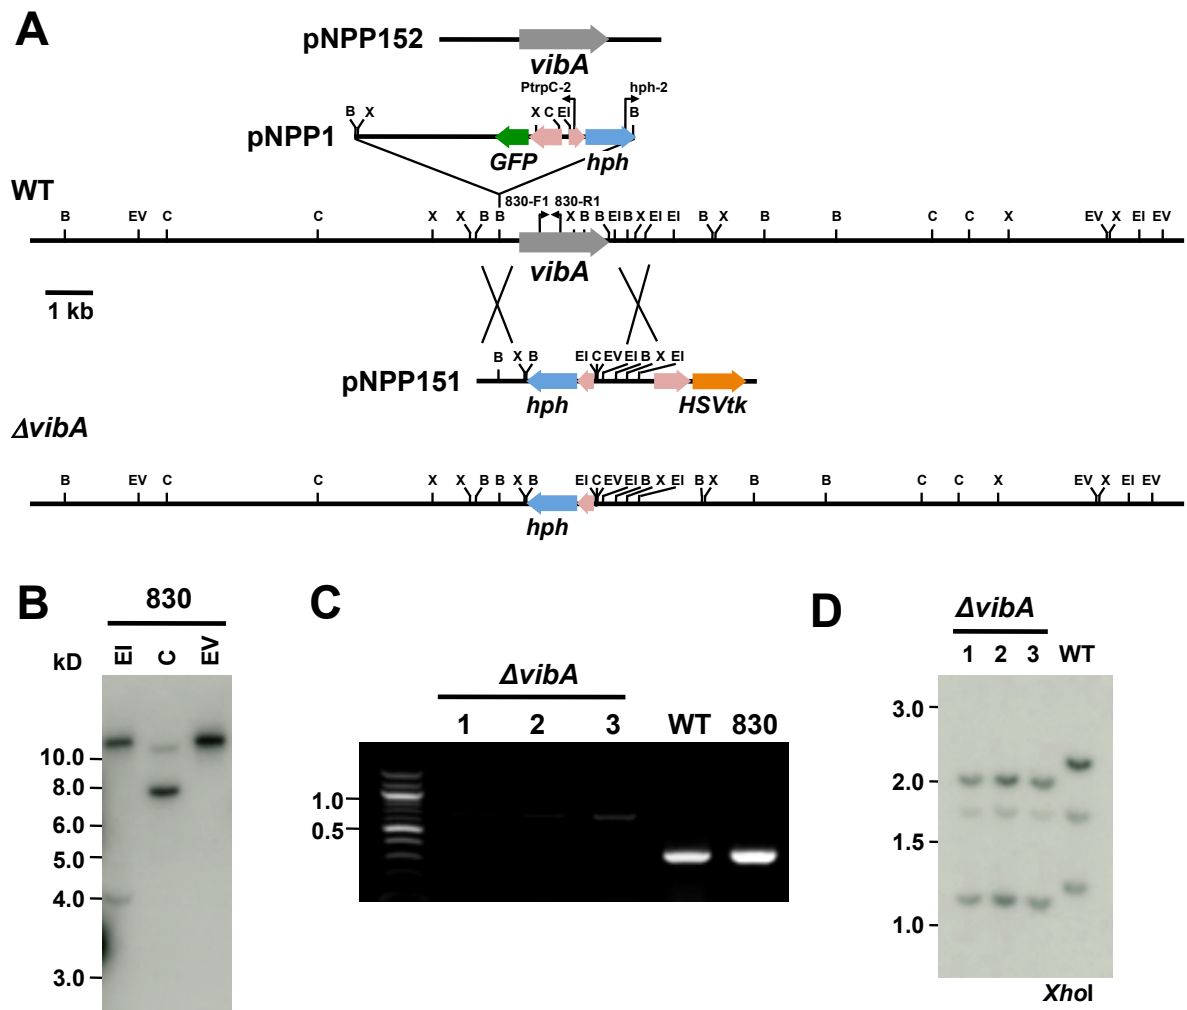 A
pNPP152
vibA
PtrpC-2 hph-2
B X X C EI B
pNPP1
GFP hph
WT
830-F1 830-R1
B EV C C X X B B X B B EI B X EI EI B X B B C C X EV X EI EV
vibA
1 kb
B X B EI C EV EI B X EI
pNPP151
hph HSVtk
ΔvibA
B EV C C X X B B X B EI C EV EI B X EI B X B B C C X EV X EI EV
hph
B
830
kD EI C EV
10.0
8.0
6.0
5.0
4.0
3.0
C
ΔvibA
1 2 3 WT 830
1.0
0.5
D
ΔvibA
1 2 3 WT
3.0
2.0
1.5
1.0
XhoI